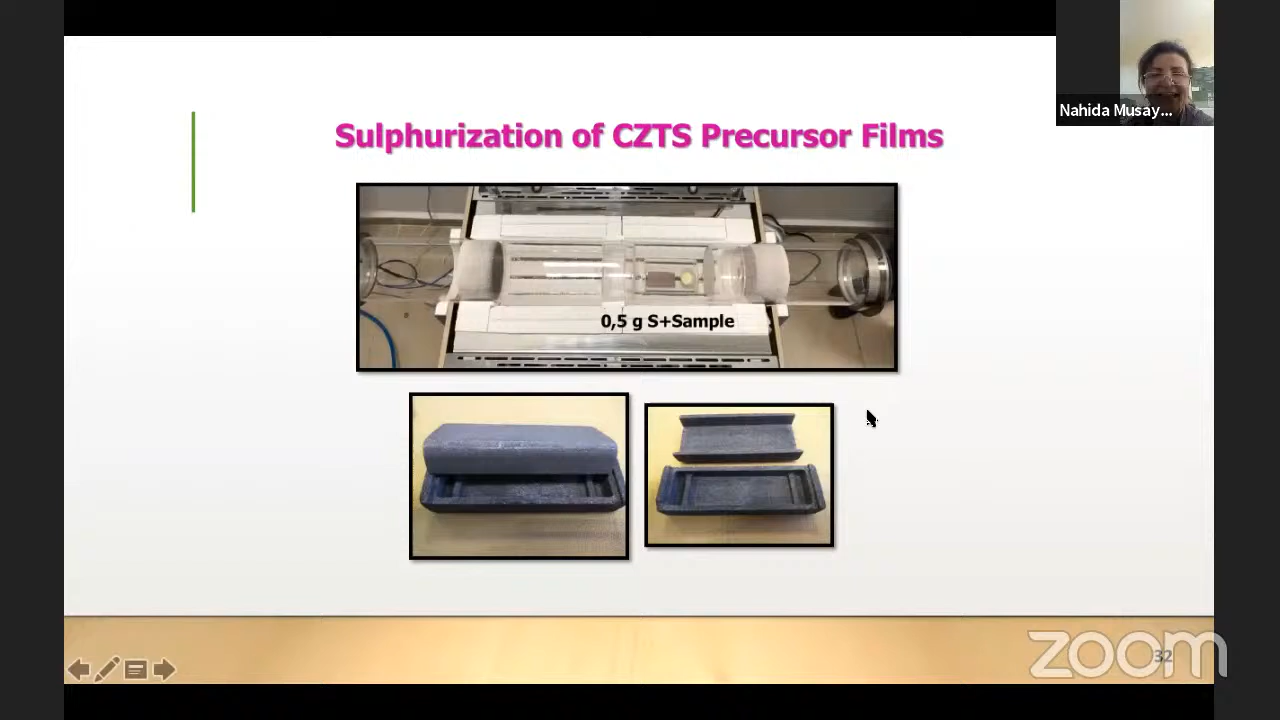 Nahida Musay...
Sulphurization of CZTS Precursor Films
0,5 g S+Sample
32
zoom